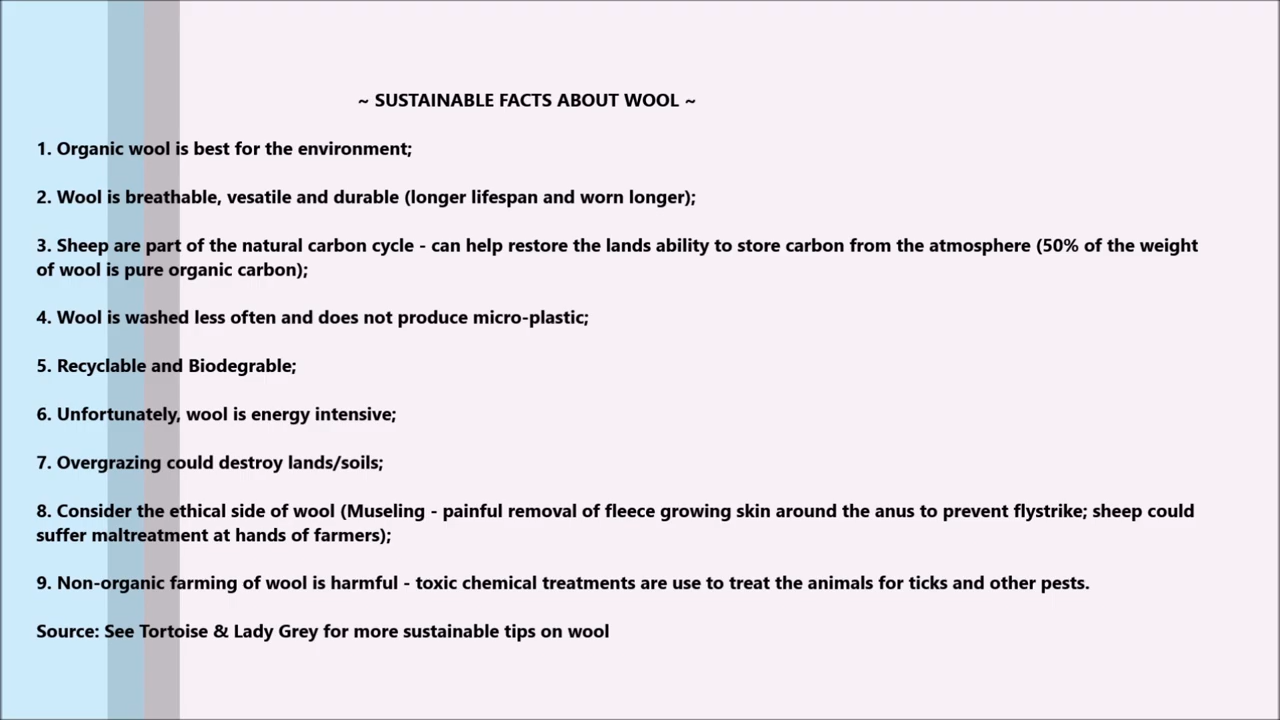 ~ SUSTAINABLE FACTS ABOUT WOOL ~
1. Organic wool is best for the environment;
2. Wool is breathable, vesatile and durable (longer lifespan and worn longer);
3. Sheep are part of the natural carbon cycle - can help restore the lands ability to store carbon from the atmosphere (50% of the weight
of wool is pure organic carbon);
4. Wool is washed less often and does not produce micro-plastic;
5. Recyclable and Biodegrable;
6. Unfortunately, wool is energy intensive;
7. Overgrazing could destroy lands/soils;
8. Consider the ethical side of wool (Museling - painful removal of fleece growing skin around the anus to prevent flystrike; sheep could
suffer maltreatment at hands of farmers);
9. Non-organic farming of wool is harmful - toxic chemical treatments are use to treat the animals for ticks and other pests.
Source: See Tortoise & Lady Grey for more sustainable tips on wool